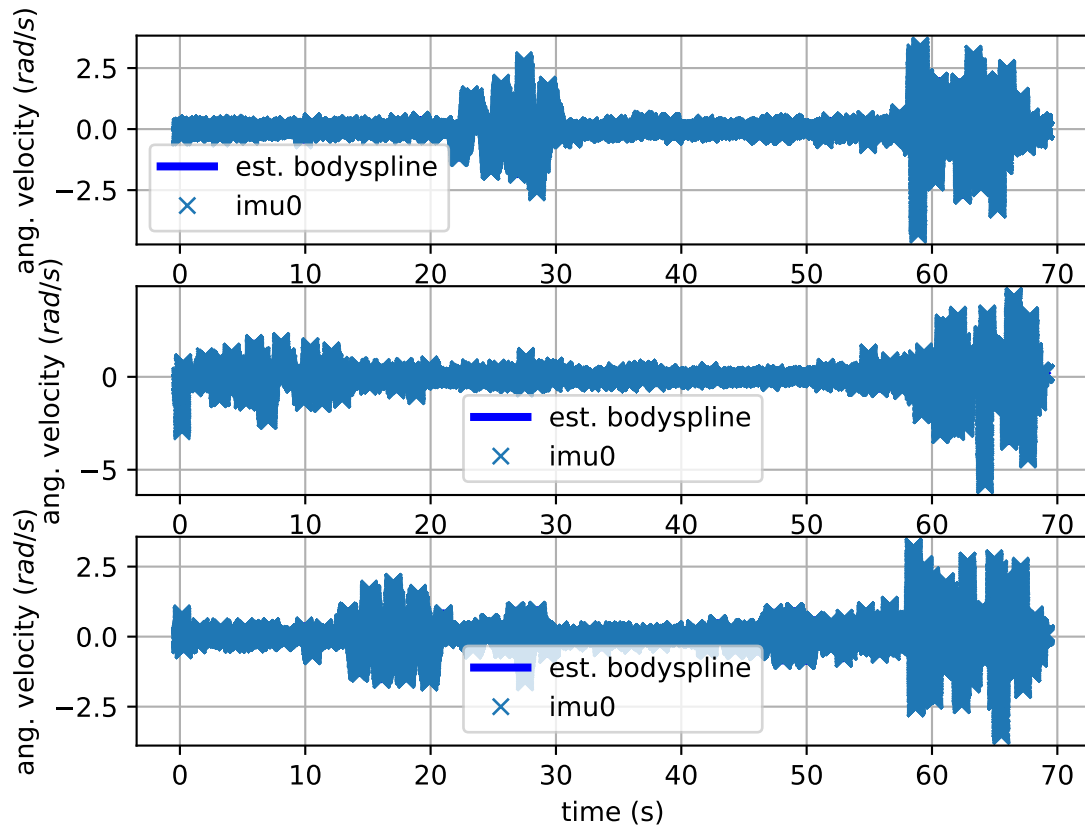 ang. velocity (rad/s)
2.5
0.0
−2.5
est. bodyspline
imu0
0 10 20 30 40 50 60 70
ang. velocity (rad/s)
0
−5
est. bodyspline
imu0
0 10 20 30 40 50 60 70
ang. velocity (rad/s)
2.5
0.0
−2.5
est. bodyspline
imu0
0 10 20 30 40 50 60 70
time (s)